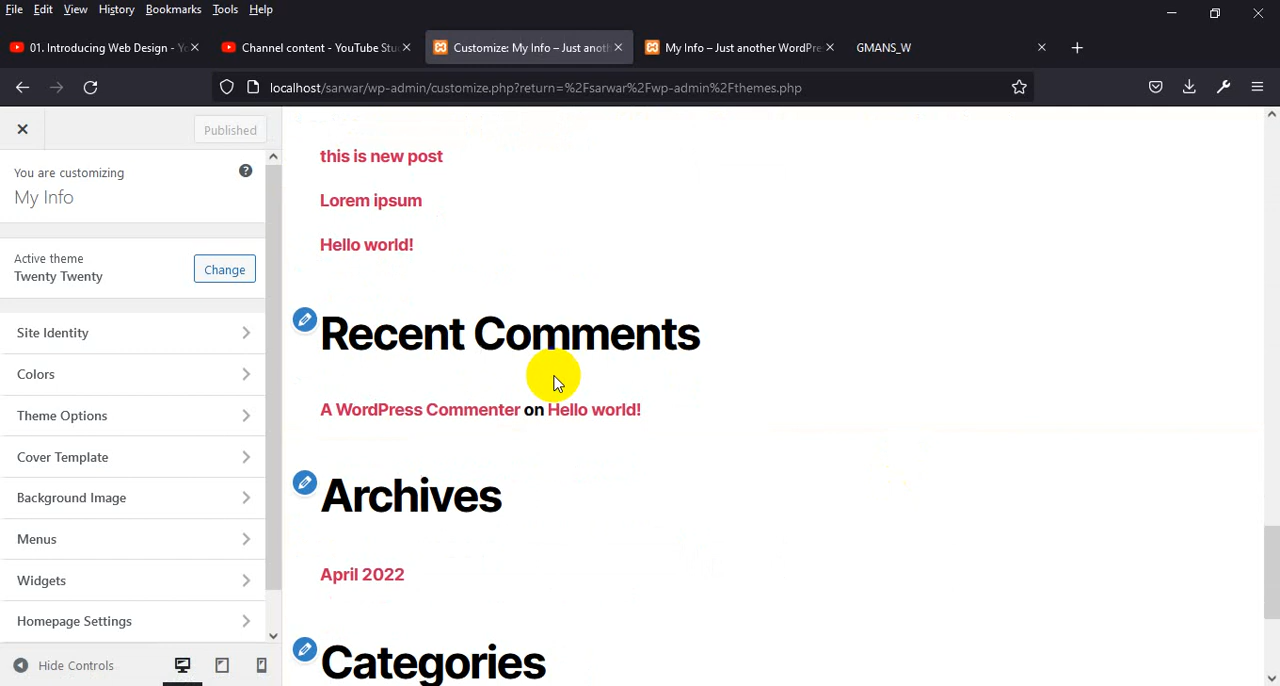 File Edit View History Bookmarks Tools Help
01. Introducing Web Design - Yo
Channel content - YouTube Stu
Customize: My Info – Just anoth
My Info – Just another WordPre
GMANS_W
localhost/sarwar/wp-admin/customize.php?return=%2Fsarwar%2Fwp-admin%2Fthemes.php
Published
You are customizing
My Info
Active theme
Twenty Twenty
Change
Site Identity
Colors
Theme Options
Cover Template
Background Image
Menus
Widgets
Homepage Settings
Hide Controls
this is new post
Lorem ipsum
Hello world!
Recent Comments
A WordPress Commenter on Hello world!
Archives
April 2022
Categories